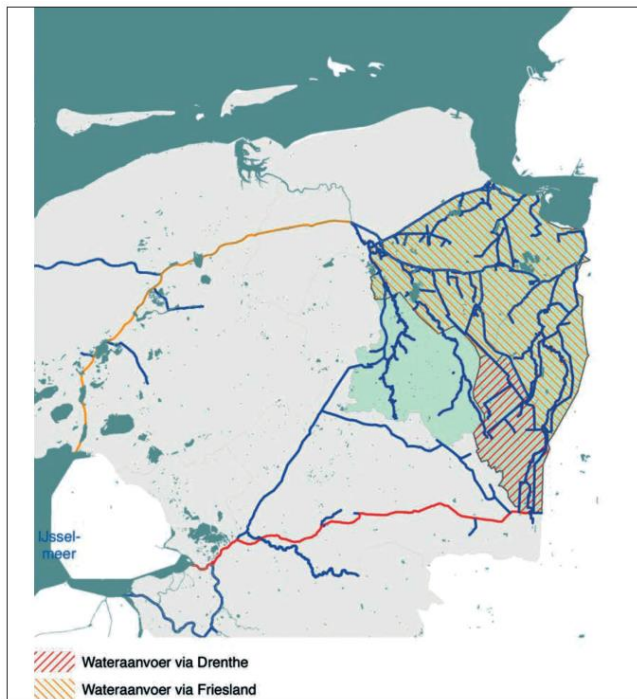 IJssel-
meer
Wateraanvoer via Drenthe
Wateraanvoer via Friesland